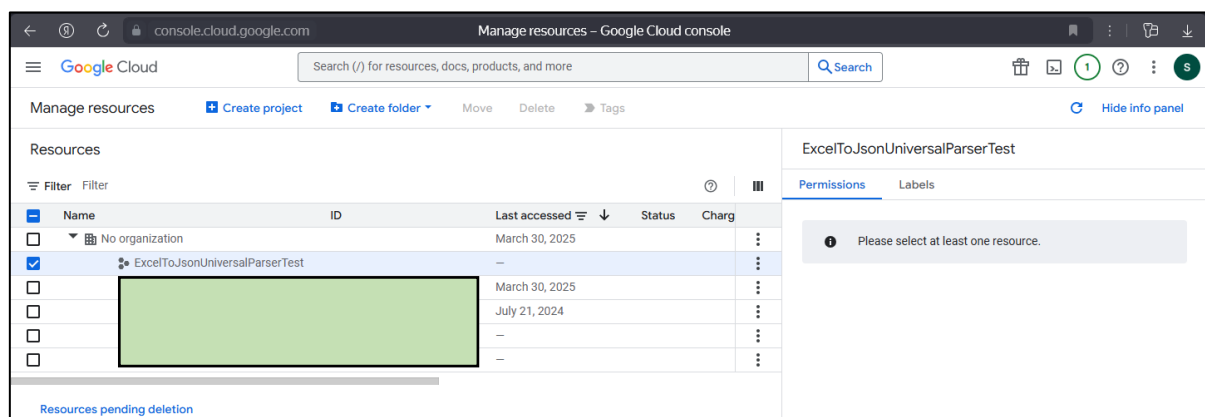 console.cloud.google.com Manage resources – Google Cloud console
Google Cloud Search (/) for resources, docs, products, and more Search 1 S
Manage resources Create project Create folder Move Delete Tags Hide info panel
Resources
Filter Filter
Name ID Last accessed Status Charg
No organization March 30, 2025
ExcelToJsonUniversalParserTest –
March 30, 2025
July 21, 2024
–
–
Resources pending deletion
ExcelToJsonUniversalParserTest
Permissions Labels
Please select at least one resource.